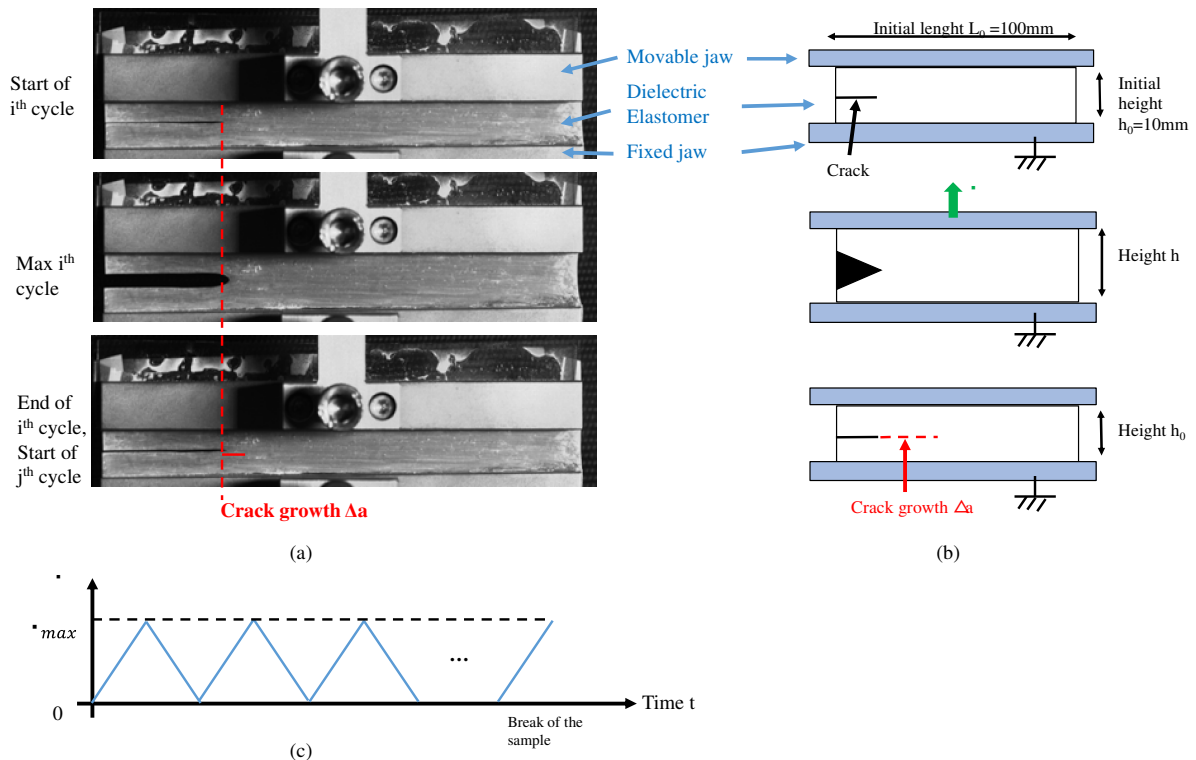 Start of
iᵗʰ cycle
Max iᵗʰ
cycle
End of
iᵗʰ cycle,
Start of
jᵗʰ cycle
Crack growth Δa
(a)
Movable jaw
Dielectric
Elastomer
Fixed jaw
Initial lenght L₀ =100mm
Initial
height
h₀=10mm
Crack
Height h
Height h₀
Crack growth Δa
(b)
max
0
...
Time t
Break of the
sample
(c)